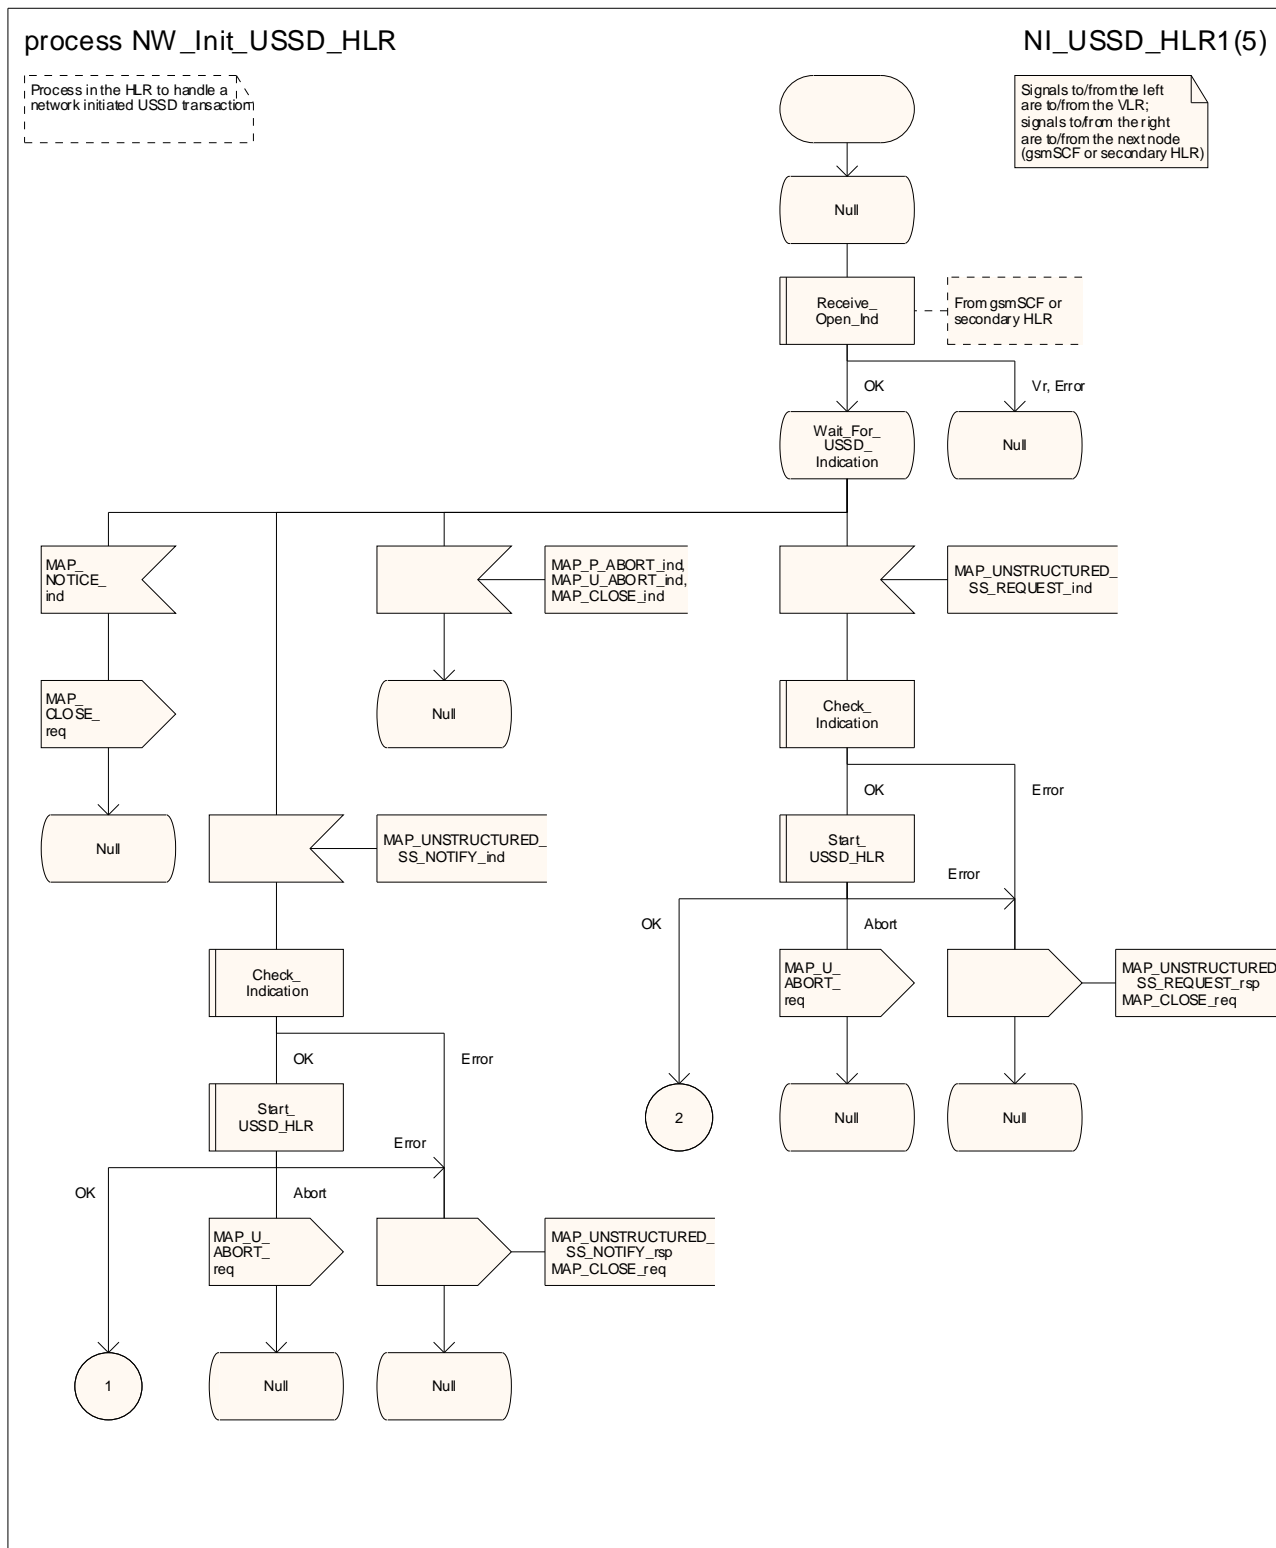 process NW_Init_USSD_HLR
NI_USSD_HLR1(5)
Process in the HLR to handle a
network initiated USSD transaction
Signals to/from the left
are to/from the VLR;
signals to/from the right
are to/from the next node
(gsmSCF or secondary HLR)
Null
Receive_
Open_Ind
From gsmSCF or
secondary HLR
OK
Vr, Error
Wait_For_
USSD_
Indication
Null
MAP_
NOTICE_
ind
MAP_P_ABORT_ind,
MAP_U_ABORT_ind,
MAP_CLOSE_ind
MAP_UNSTRUCTURED_
SS_REQUEST_ind
MAP_
CLOSE_
req
Null
Check_
Indication
OK
Error
Null
MAP_UNSTRUCTURED_
SS_NOTIFY_ind
Start_
USSD_HLR
Error
OK
Abort
Check_
Indication
MAP_U_
ABORT_
req
MAP_UNSTRUCTURED_
SS_REQUEST_rsp
MAP_CLOSE_req
OK
Error
Start_
USSD_HLR
2
Null
Null
Error
OK
Abort
MAP_U_
ABORT_
req
MAP_UNSTRUCTURED_
SS_NOTIFY_rsp
MAP_CLOSE_req
1
Null
Null